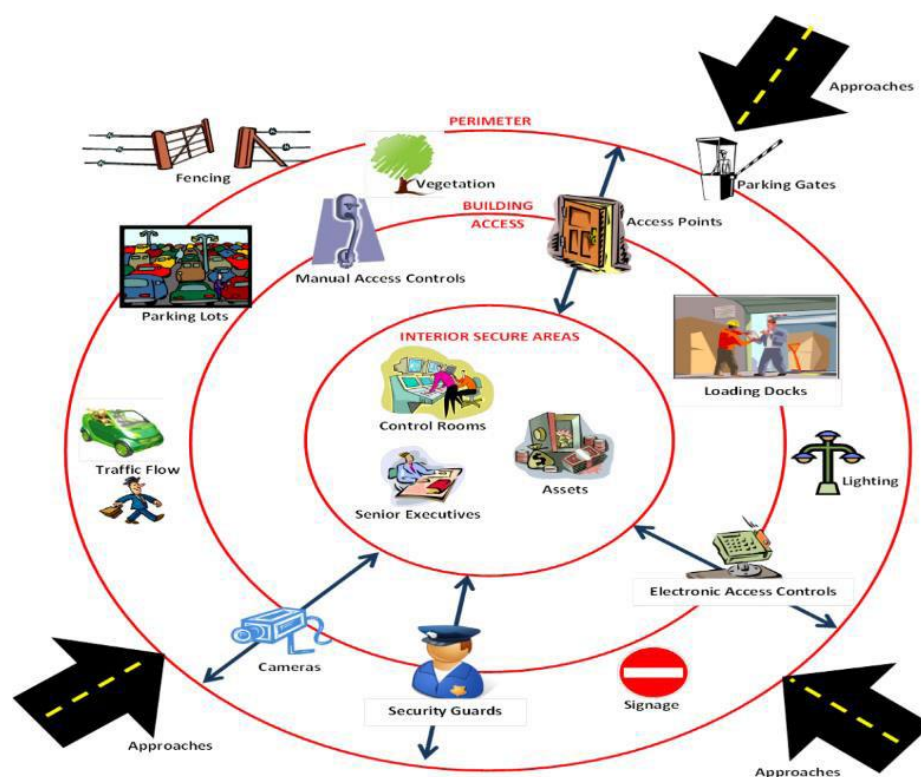 Approaches
PERIMETER
Fencing
Vegetation
Parking Gates
BUILDING
ACCESS
Access Points
Manual Access Controls
Parking Lots
INTERIOR SECURE AREAS
Loading Docks
Control Rooms
Traffic Flow
Lighting
Assets
Senior Executives
Electronic Access Controls
Cameras
Signage
Security Guards
Approaches
Approaches